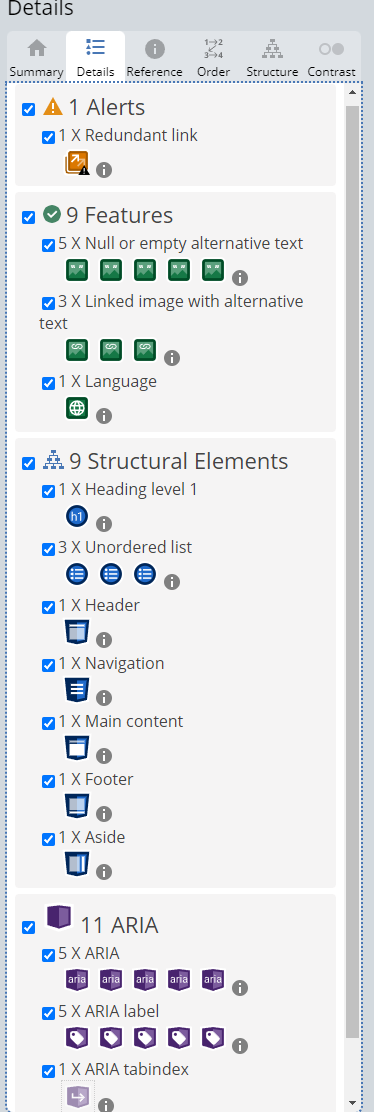 Details
Summary
Details
Reference
Order
Structure
Contrast
1 Alerts
1 X Redundant link
9 Features
5 X Null or empty alternative text
3 X Linked image with alternative
text
1 X Language
9 Structural Elements
1 X Heading level 1
h1
3 X Unordered list
1 X Header
1 X Navigation
1 X Main content
1 X Footer
1 X Aside
11 ARIA
5 X ARIA
aria aria aria aria aria
5 X ARIA label
1 X ARIA tabindex